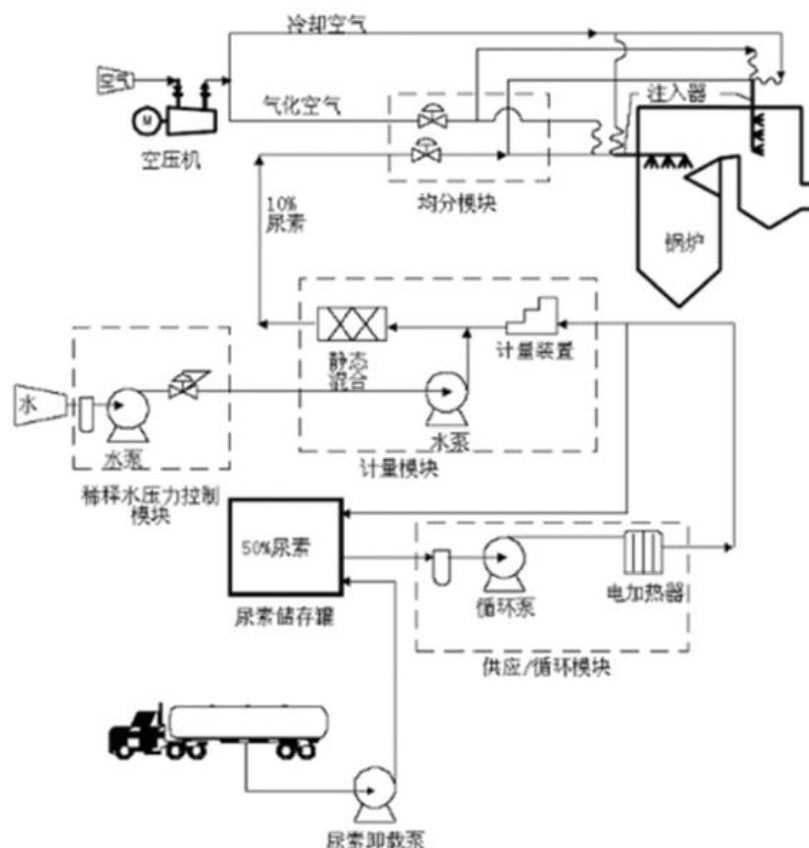 冷却空气
空气
M
气化空气
空压机
注入器
均分模块
锅炉
10%
尿素
静态
混合
计量装置
水
水泵
水泵
计量模块
稀释水压力控制
模块
50%尿素
尿素储存罐
循环泵
电加热器
供应/循环模块
尿素卸载泵